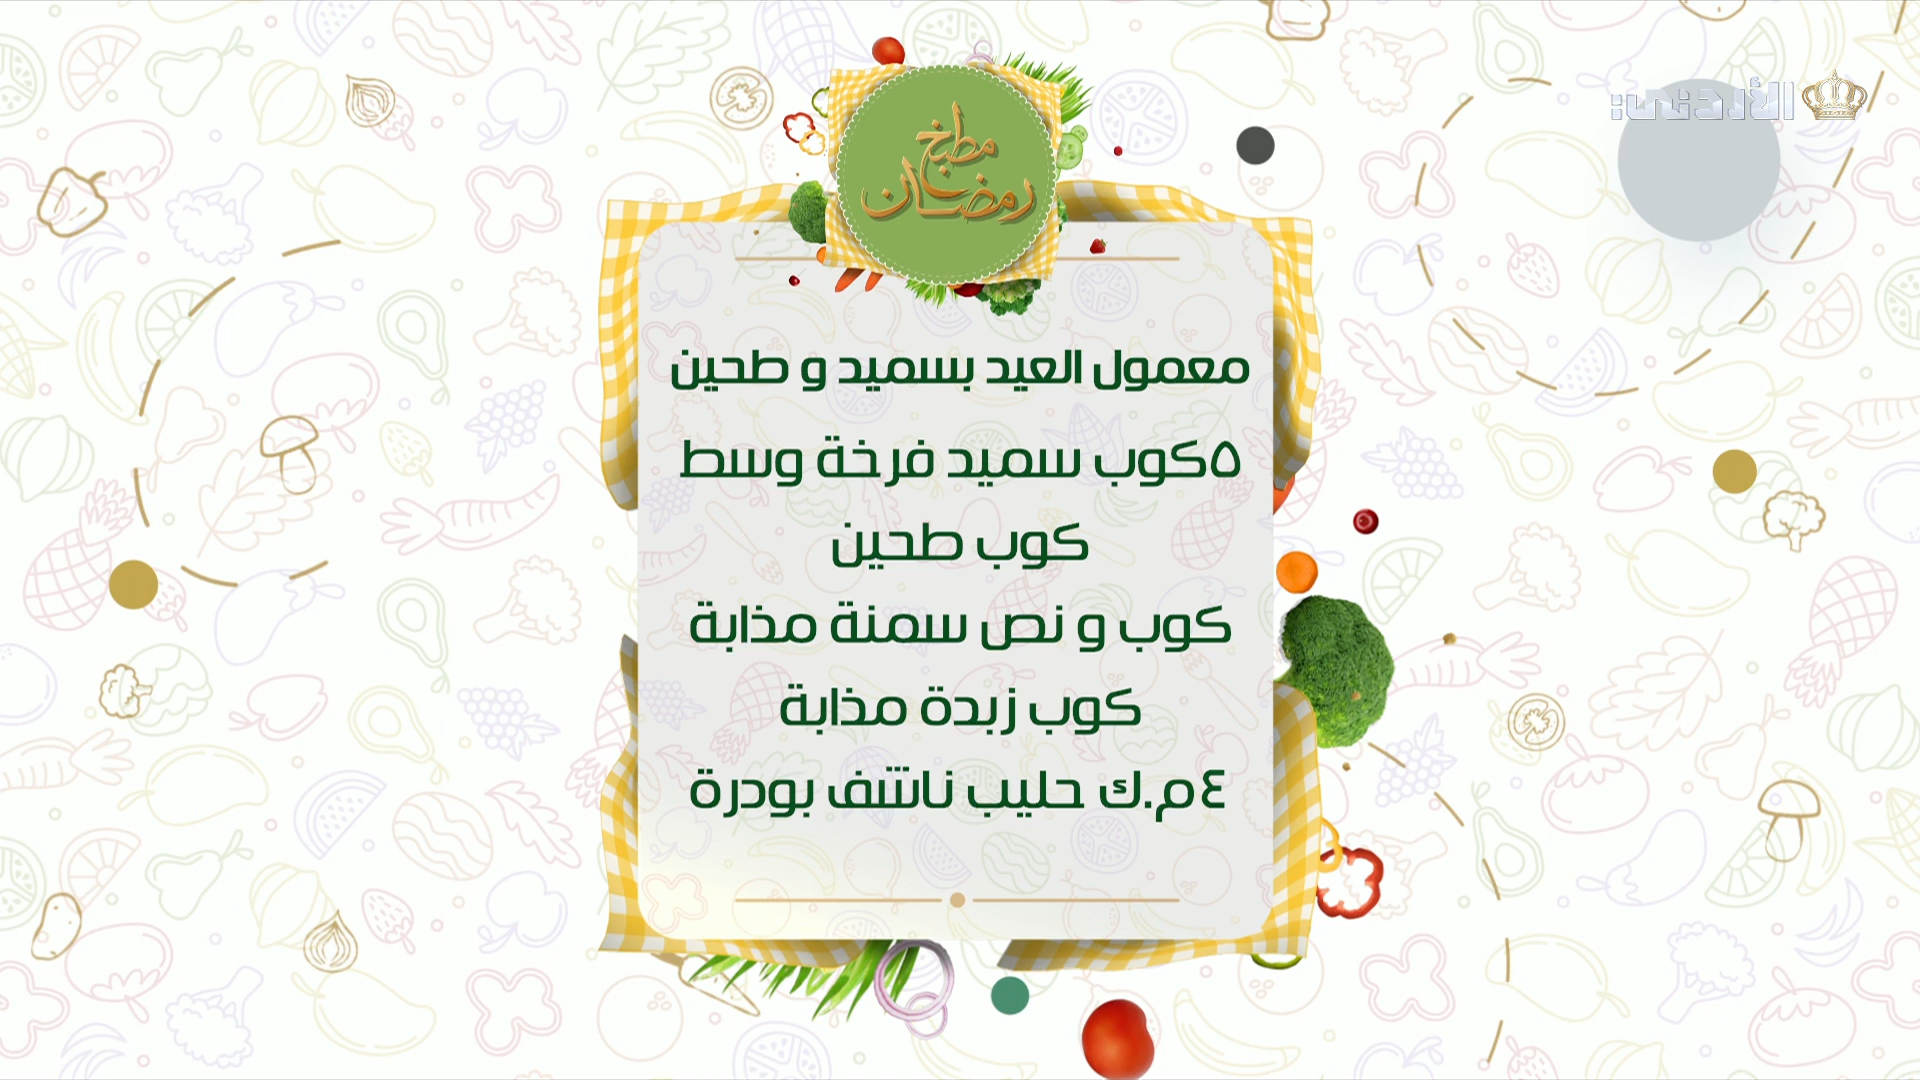 الأردني:
مطبخ
رمضان
معمول العيد بسميد و طحين
٥كوب سميد فرخة وسط
كوب طحين
كوب و نص سمنة مذابة
كوب زبدة مذابة
٤م.ك حليب ناشف بودرة